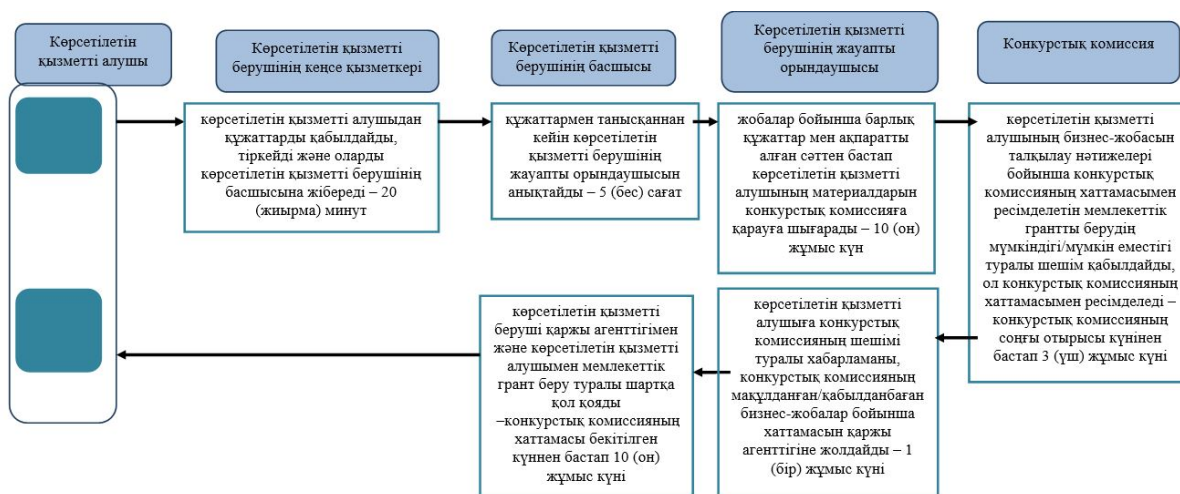 Көрсетілетін
қызметті алушы
Көрсетілетін қызметті
берушінің кеңсе қызметкері
Көрсетілетін қызметті
берушінің басшысы
Көрсетілетін қызметті
берушінің жауапты
орындаушысы
Конкурстық комиссия
көрсетілетін қызметті алушыдан
құжаттарды қабылдайды,
тіркейді және оларды
көрсетілетін қызметті берушінің
басшысына жібереді – 20
(жиырма) минут
құжаттармен танысқаннан
кейін көрсетілетін
қызметті берушінің
жауапты орындаушысын
анықтайды – 5 (бес) сағат
жобалар бойынша барлық
құжаттар мен ақпаратты
алған сәттен бастап
көрсетілетін қызметті
алушының материалдарын
конкурстық комиссияға
қарауға шығарады – 10 (он)
жұмыс күн
көрсетілетін қызметті
алушының бизнес-жобасын
талқылау нәтижелері
бойынша конкурстық
комиссияның хаттамасымен
ресімделетін мемлекеттік
грантты берудің
мүмкіндігі/мүмкін еместігі
туралы шешім қабылдайды,
ол конкурстық комиссияның
хаттамасымен ресімделеді –
конкурстық комиссияның
соңғы отырысы күнінен
бастап 3 (үш) жұмыс күні
көрсетілетін қызметті
алушыға конкурстық
комиссияның шешімі
туралы хабарламаны,
конкурстық комиссияның
мақұлданған/қабылданбаған
бизнес-жобалар бойынша
хаттамасын қаржы
агенттігіне жолдайды – 1
(бір) жұмыс күні
көрсетілетін қызметті
беруші қаржы агенттігімен
және көрсетілетін қызметті
алушымен мемлекеттік
грант беру туралы шартқа
қол қояды
–конкурстық комиссияның
хаттамасы бекітілген
күннен бастап 10 (он)
жұмыс күні